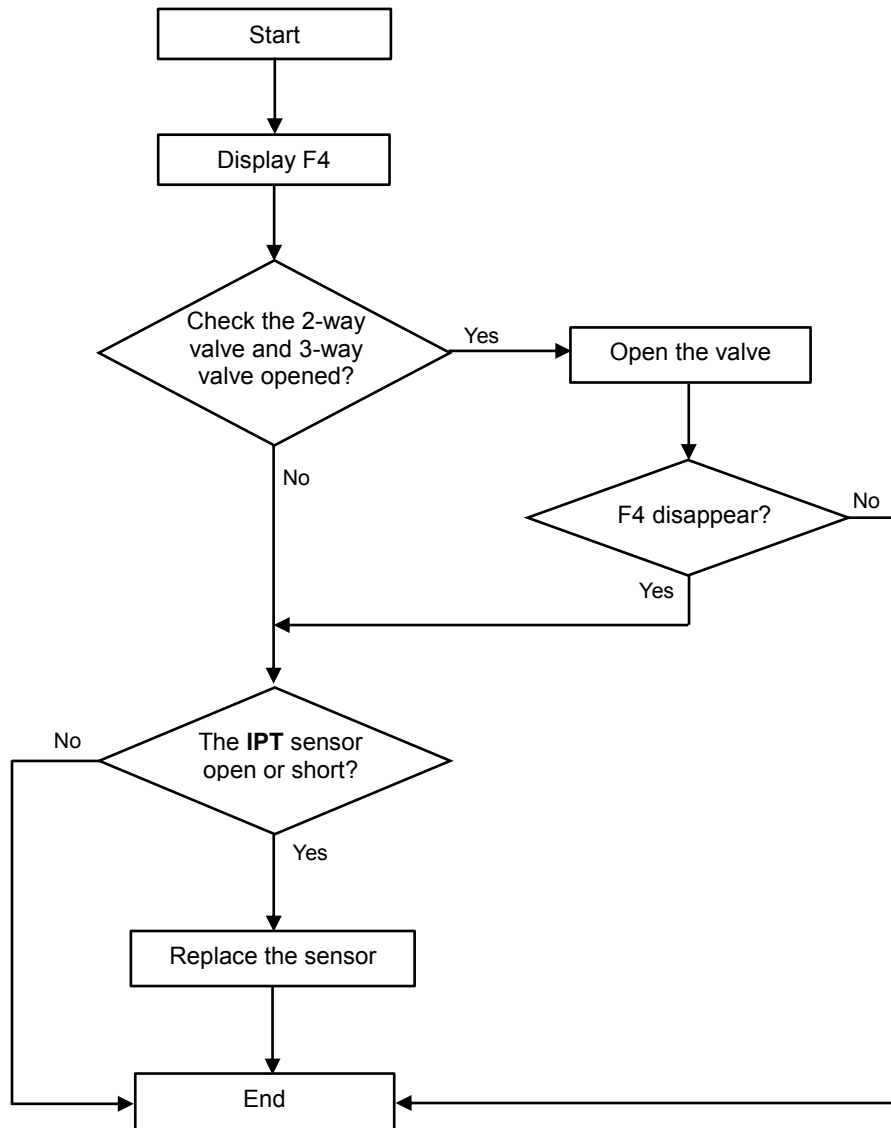 Start
Display F4
Check the 2-way
valve and 3-way
valve opened?
Yes
Open the valve
No
F4 disappear?
No
Yes
No
The IPT sensor
open or short?
Yes
Replace the sensor
End